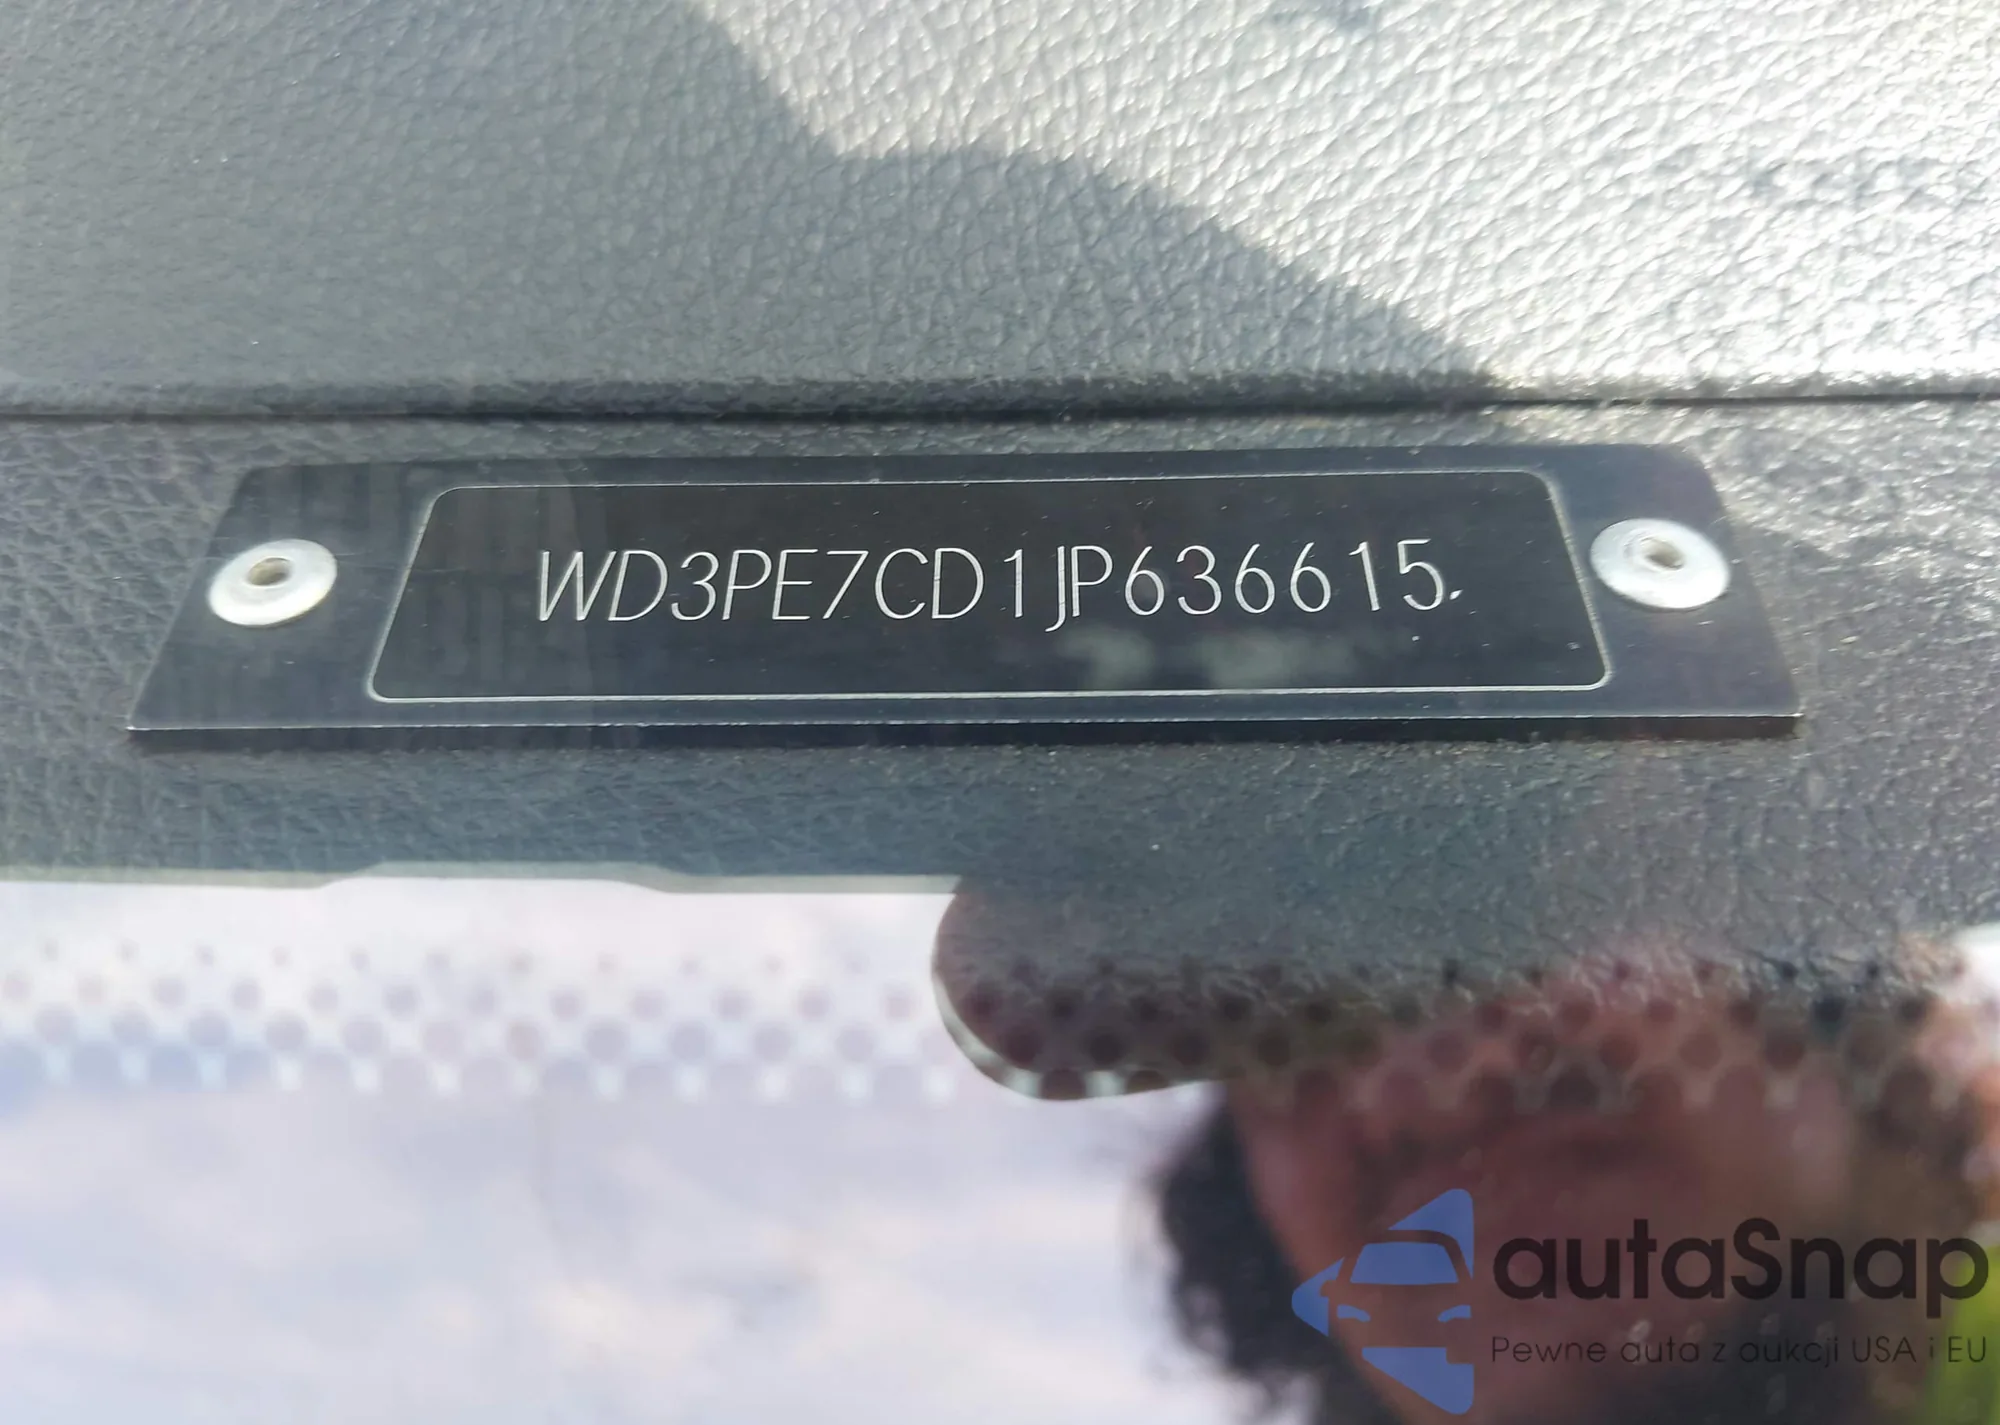 WD3PE7CD1JP636615.
autaSnap
Pewne auta z aukcji USA i EU